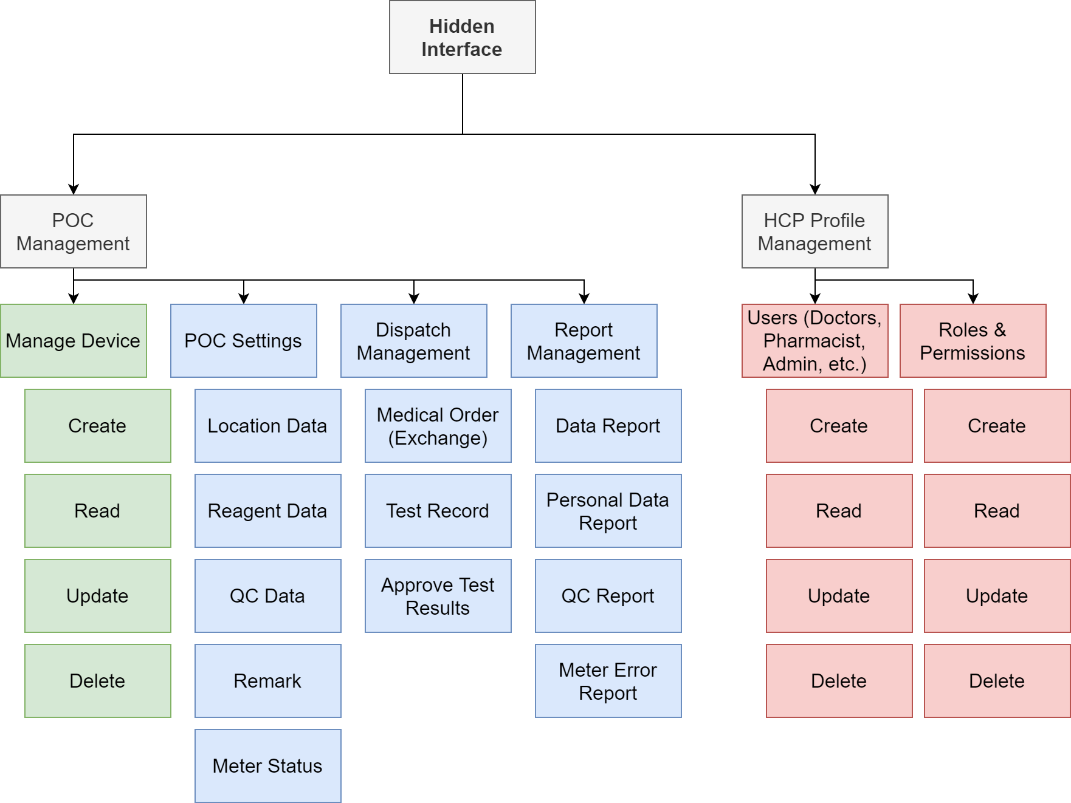 Hidden
Interface
POC
Management
HCP Profile
Management
Manage Device
POC Settings
Dispatch
Management
Report
Management
Users (Doctors,
Pharmacist,
Admin, etc.)
Roles &
Permissions
Create
Location Data
Medical Order
(Exchange)
Data Report
Create
Create
Read
Reagent Data
Test Record
Personal Data
Report
Read
Read
Update
QC Data
Approve Test
Results
QC Report
Update
Update
Delete
Remark
Meter Error
Report
Delete
Delete
Meter Status